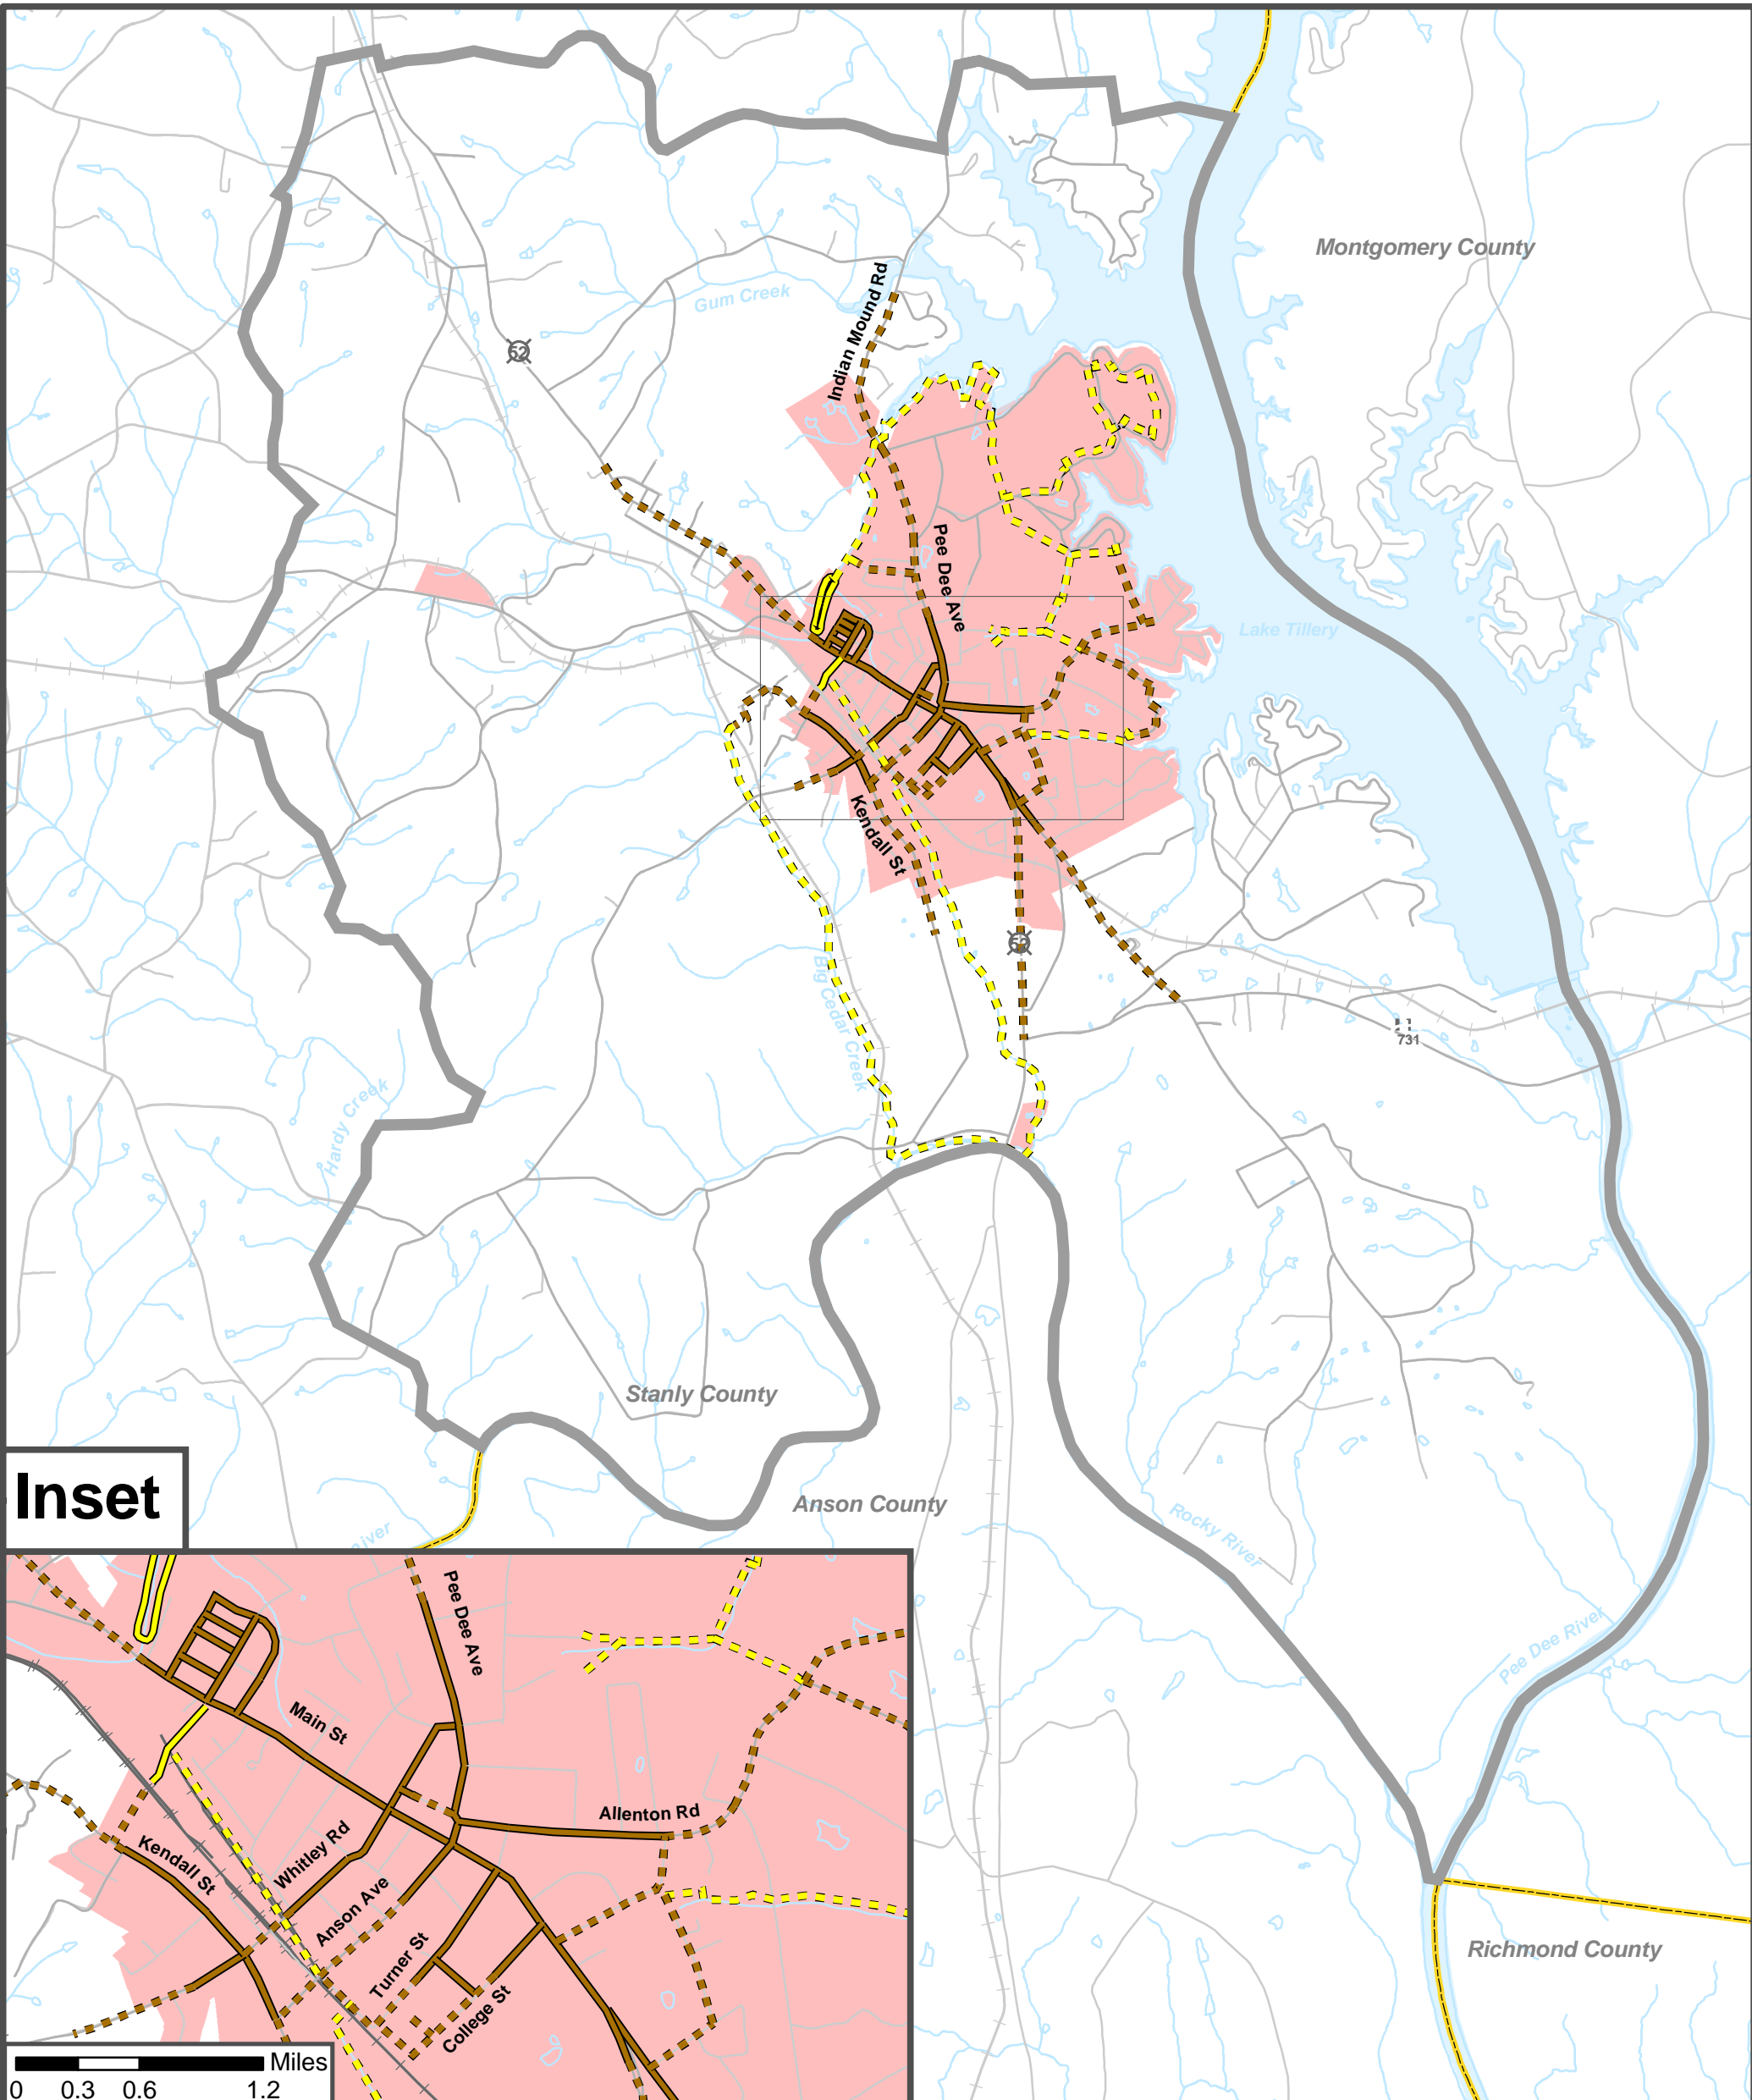 Montgomery County
Gum Creek
Indian Mound Rd
52
Pee Dee Ave
Lake Tillery
Kendall St
Big Cedar Creek
731
Hardy Creek
Stanly County
Anson County
Rocky River
Pee Dee River
Richmond County
Inset
Pee Dee Ave
Main St
Allenton Rd
Whitley Rd
Kendall St
Anson Ave
Turner St
College St
Miles
0 0.3 0.6 1.2